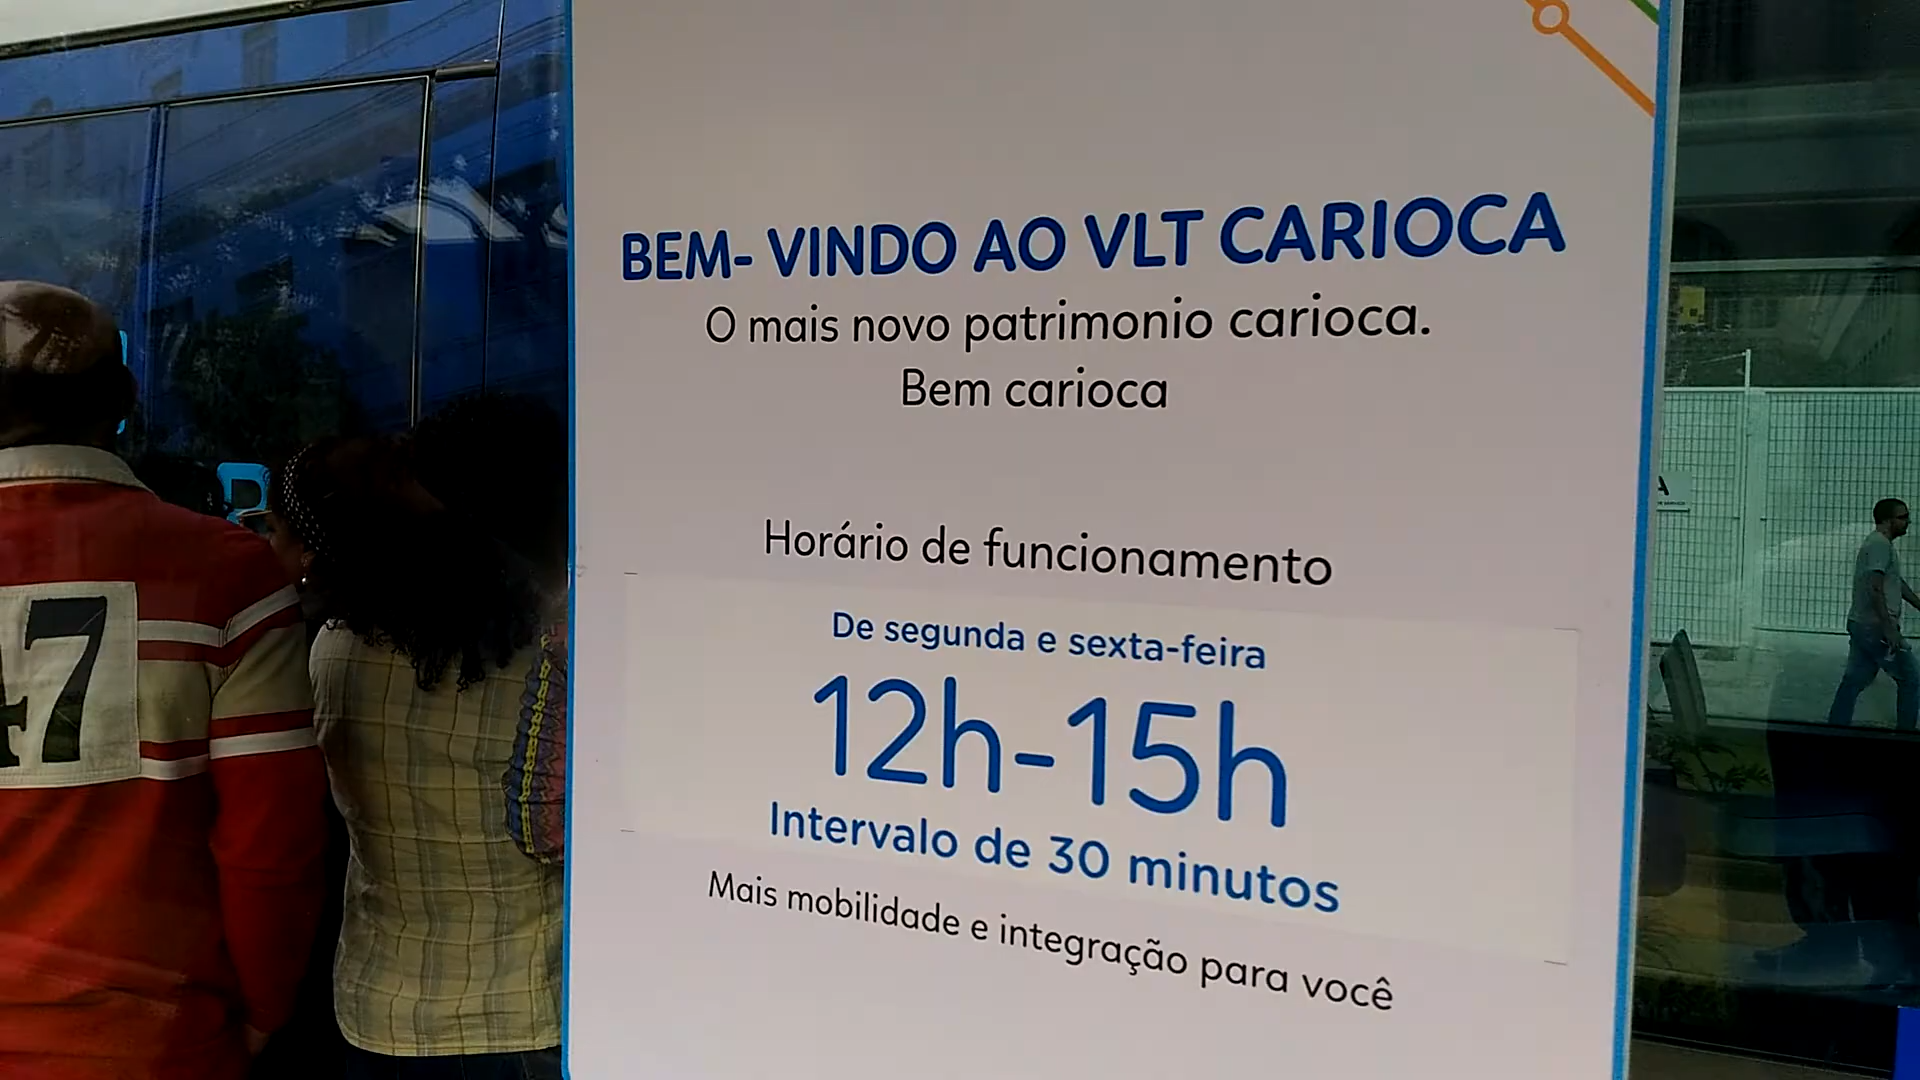 BEM- VINDO AO VLT CARIOCA
O mais novo patrimonio carioca.
Bem carioca
Horário de funcionamento
De segunda e sexta-feira
12h-15h
Intervalo de 30 minutos
Mais mobilidade e integração para você
47